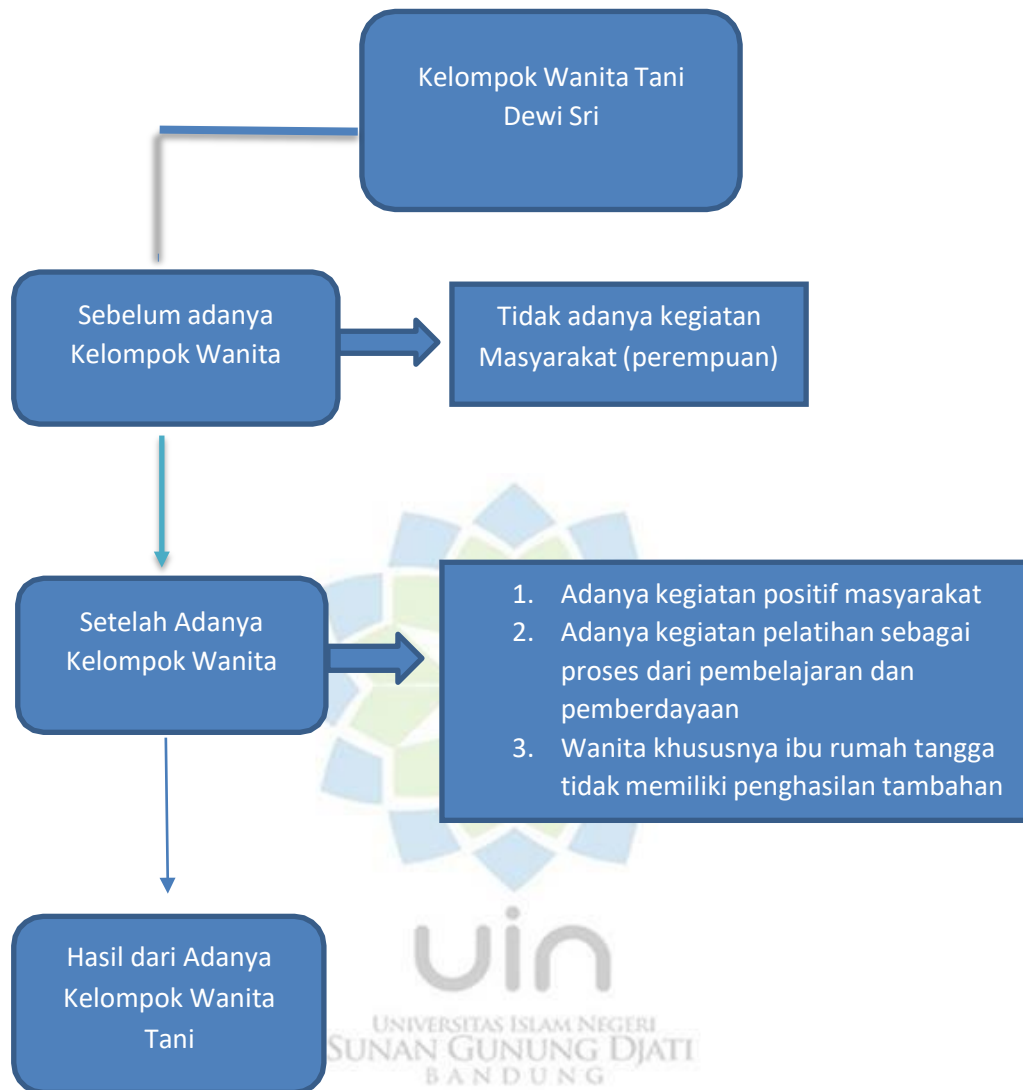 Kelompok Wanita Tani
Dewi Sri
Sebelum adanya
Kelompok Wanita
Tidak adanya kegiatan
Masyarakat (perempuan)
Setelah Adanya
Kelompok Wanita
1. Adanya kegiatan positif masyarakat
2. Adanya kegiatan pelatihan sebagai
proses dari pembelajaran dan
pemberdayaan
3. Wanita khususnya ibu rumah tangga
tidak memiliki penghasilan tambahan
Hasil dari Adanya
Kelompok Wanita
Tani
uin
UNIVERSITAS ISLAM NEGERI
SUNAN GUNUNG DJATI
BANDUNG